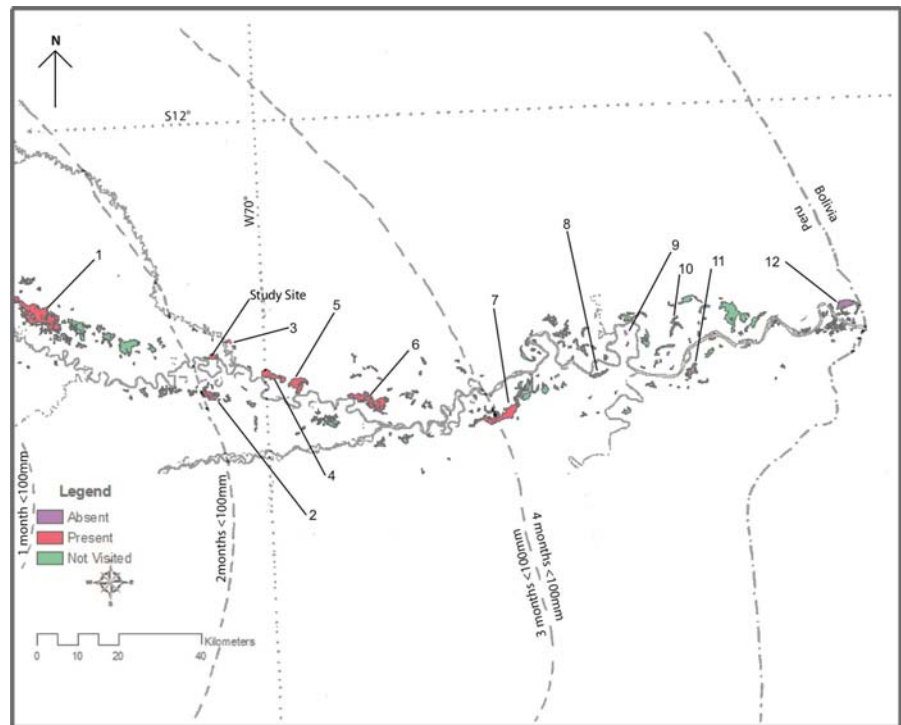 N
S12°
W70°
Bolivia
Peru
1
Study Site
3
5
6
7
8
9
10
11
12
4
2
1 month <100mm
2months <100mm
4 months <100mm
3 months <100mm
Legend
Absent
Present
Not Visited
N
W E
S
Kilometers
0 10 20 40